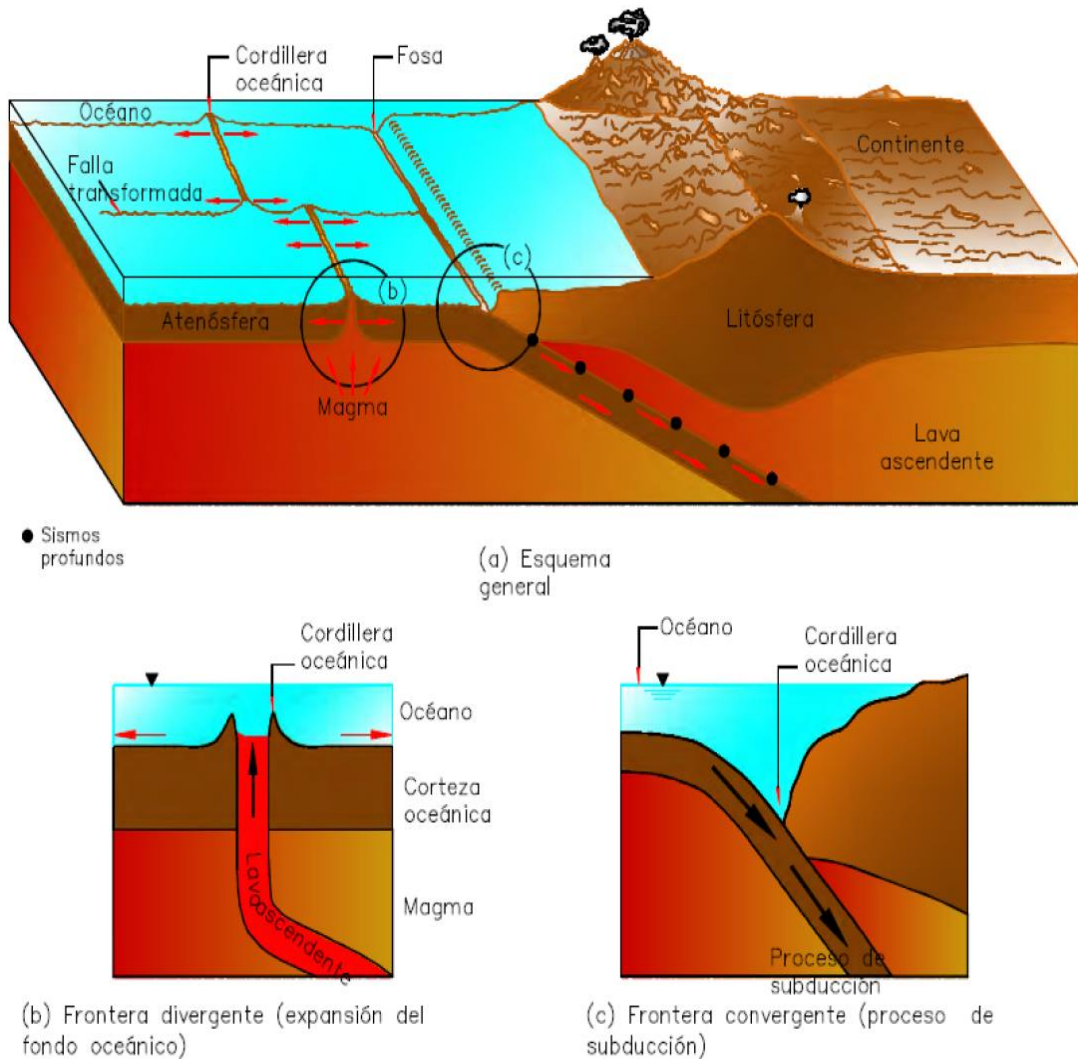 Cordillera
oceánica
Fosa
Océano
Continente
Falla
transformada
(c)
(b)
Atenósfera
Litósfera
Magma
Lava
ascendente
Sismos
profundos
(a) Esquema
general
Cordillera
oceánica
Océano
Corteza
oceánica
Lava ascendente
Magma
(b) Frontera divergente (expansión del
fondo oceánico)
Océano
Cordillera
oceánica
Proceso de
subducción
(c) Frontera convergente (proceso de
subducción)